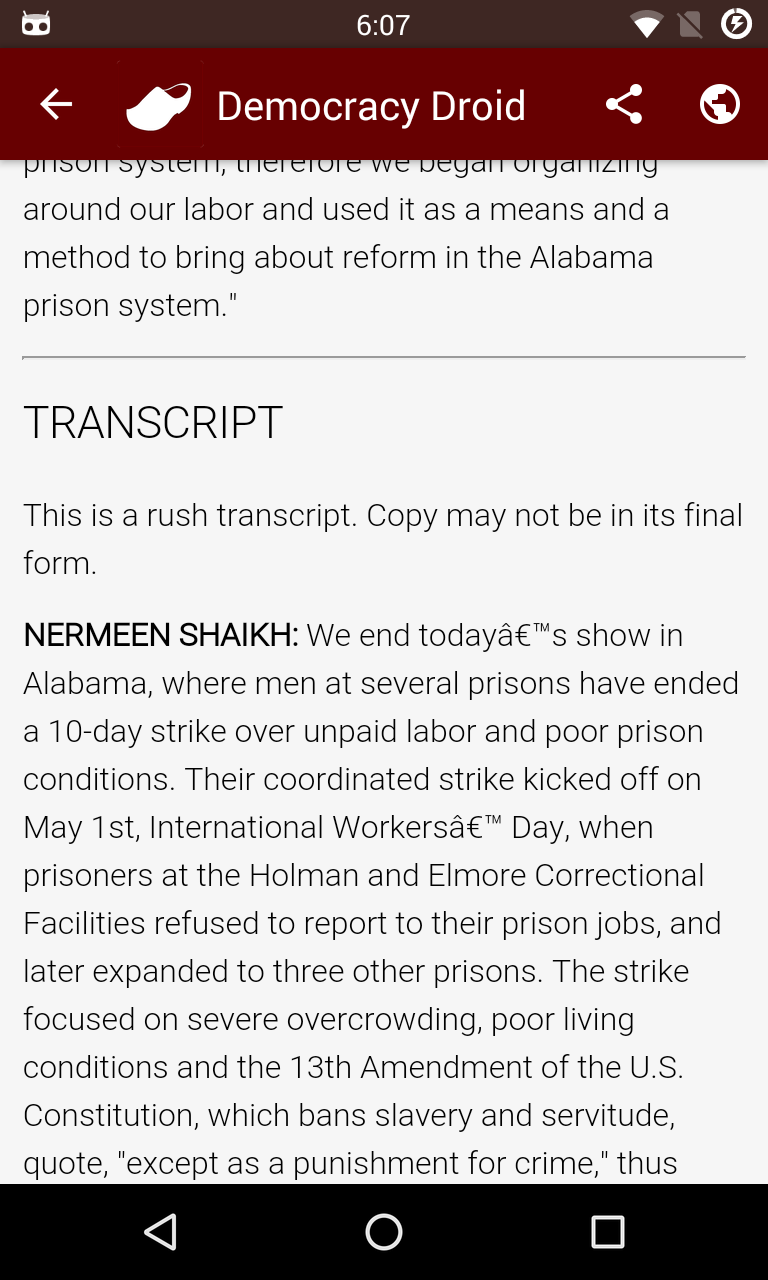 6:07
Democracy Droid
prison system, therefore we began organizing
around our labor and used it as a means and a
method to bring about reform in the Alabama
prison system."
TRANSCRIPT
This is a rush transcript. Copy may not be in its final
form.
NERMEEN SHAIKH: We end todayâ€™s show in
Alabama, where men at several prisons have ended
a 10-day strike over unpaid labor and poor prison
conditions. Their coordinated strike kicked off on
May 1st, International Workersâ€™ Day, when
prisoners at the Holman and Elmore Correctional
Facilities refused to report to their prison jobs, and
later expanded to three other prisons. The strike
focused on severe overcrowding, poor living
conditions and the 13th Amendment of the U.S.
Constitution, which bans slavery and servitude,
quote, "except as a punishment for crime," thus